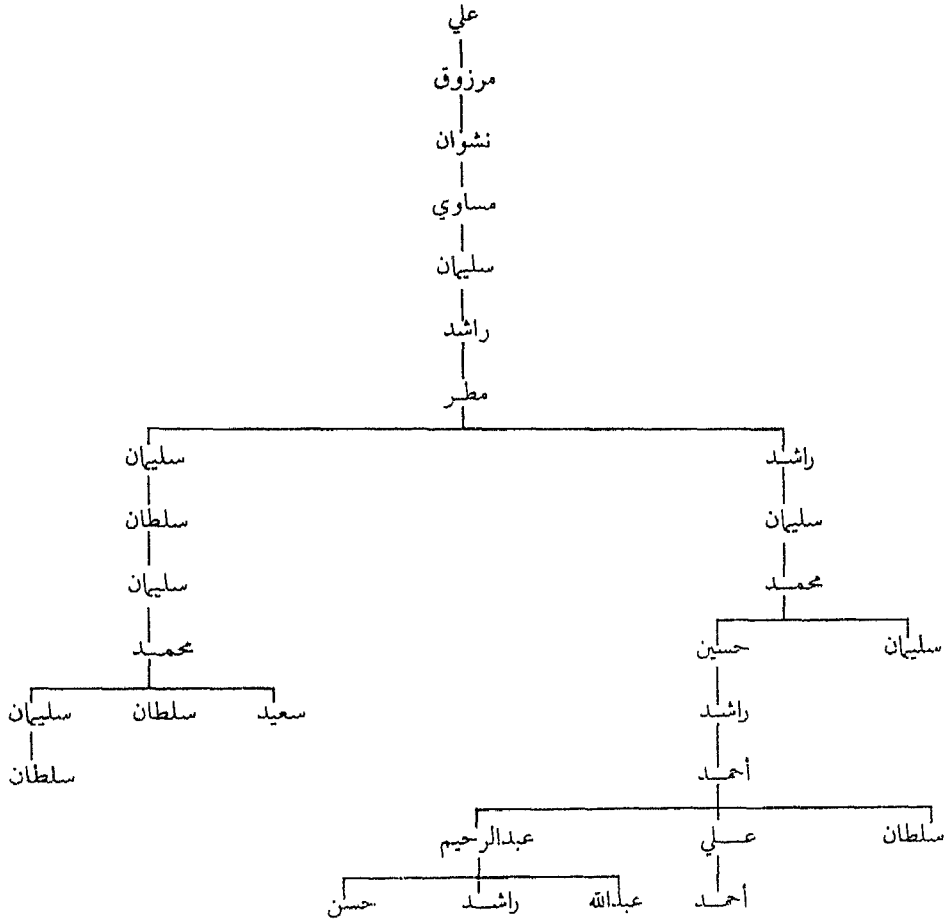 علي
مرزوق
نشوان
مساوي
سليمان
راشد
مطر
راشد سليمان
سليمان سلطان
محمد سليمان
سليمان حسين محمد
راشد سعيد سلطان سليمان
أحمد سلطان
سلطان علي عبدالرحيم
أحمد عبدالله راشد حسن